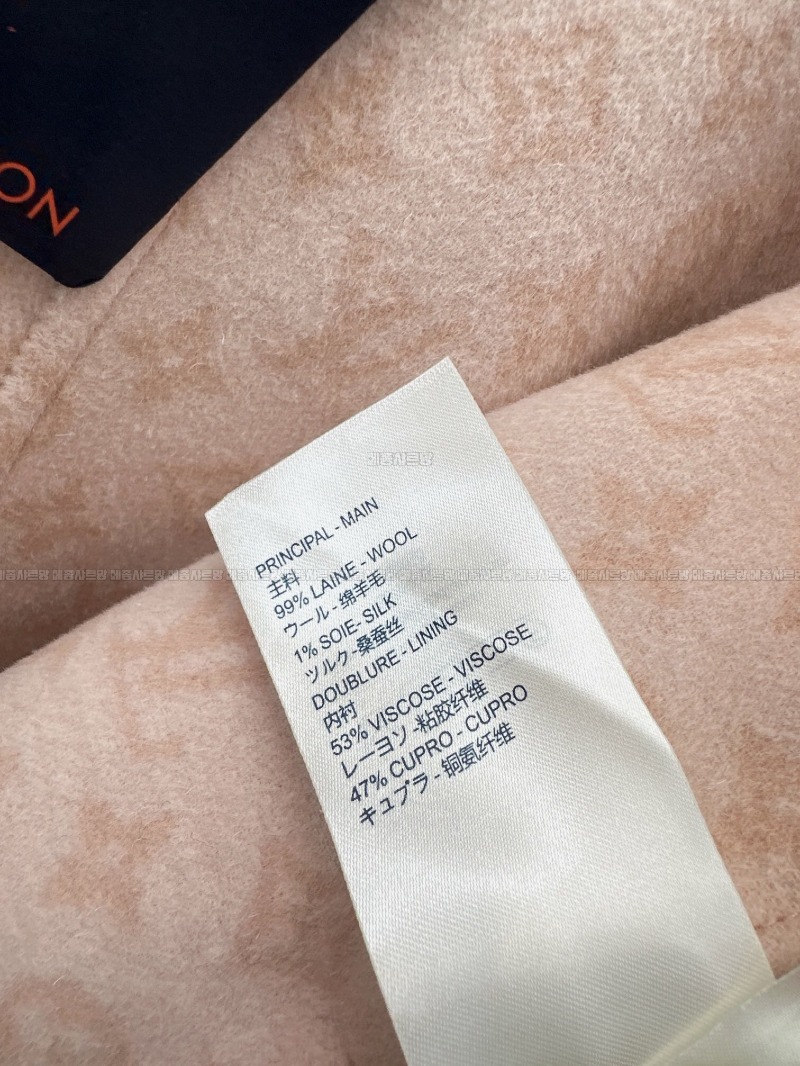 ON
PRINCIPAL - MAIN
主料
99% LAINE - WOOL
ウール - 绵羊毛
1% SOIE- SILK
ツルク -桑蚕丝
DOUBLURE - LINING
内衬
53% VISCOSE - VISCOSE
レーヨン -粘胶纤维
47% CUPRO - CUPRO
キュプラ - 铜氨纤维